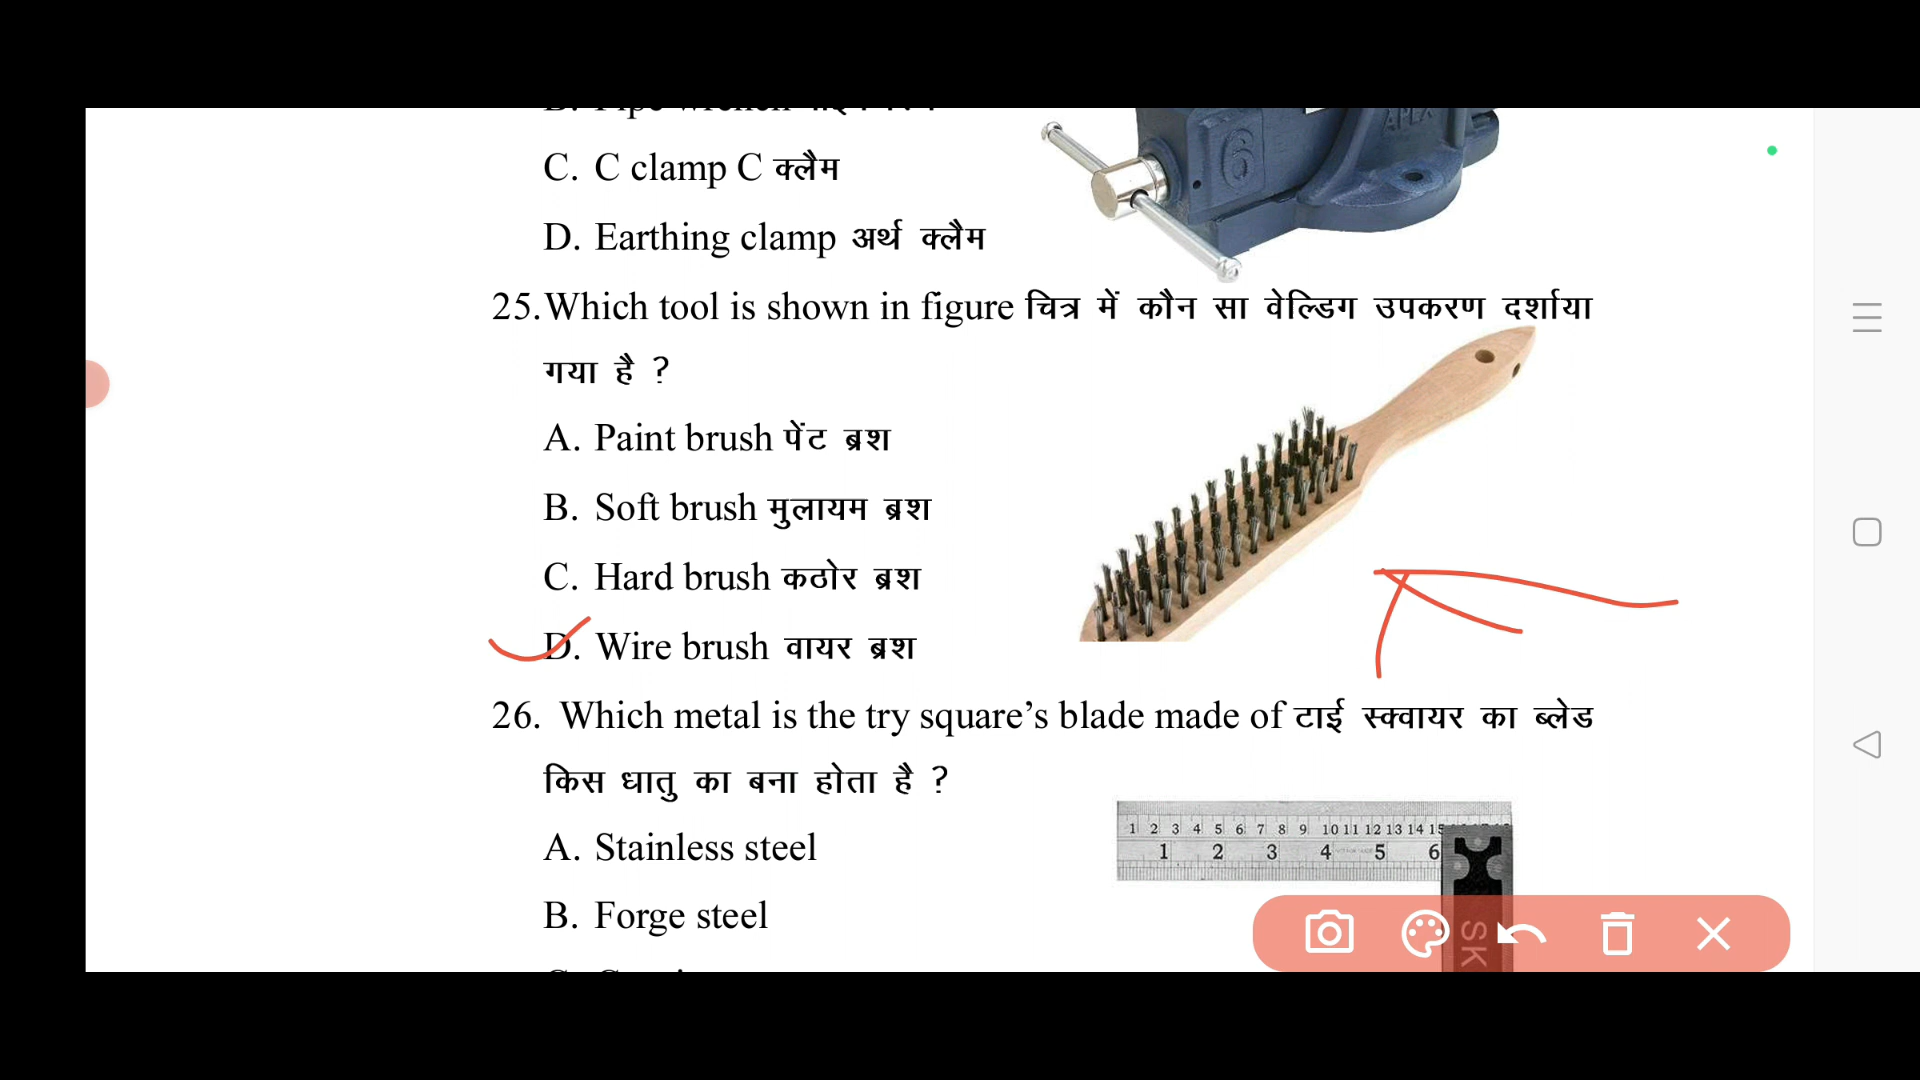 C. C clamp C क्लैम
D. Earthing clamp अर्थ क्लैम
APEX
6
25. Which tool is shown in figure चित्र में कौन सा वेल्डिग उपकरण दर्शाया
गया है ?
A. Paint brush पेंट ब्रश
B. Soft brush मुलायम ब्रश
C. Hard brush कठोर ब्रश
D. Wire brush वायर ब्रश
26. Which metal is the try square’s blade made of टाई स्क्वायर का ब्लेड
किस धातु का बना होता है ?
1 2 3 4 5 6 7 8 9 10 11 12 13 14 15
1 2 3 4 5 6
A. Stainless steel
B. Forge steel
SK